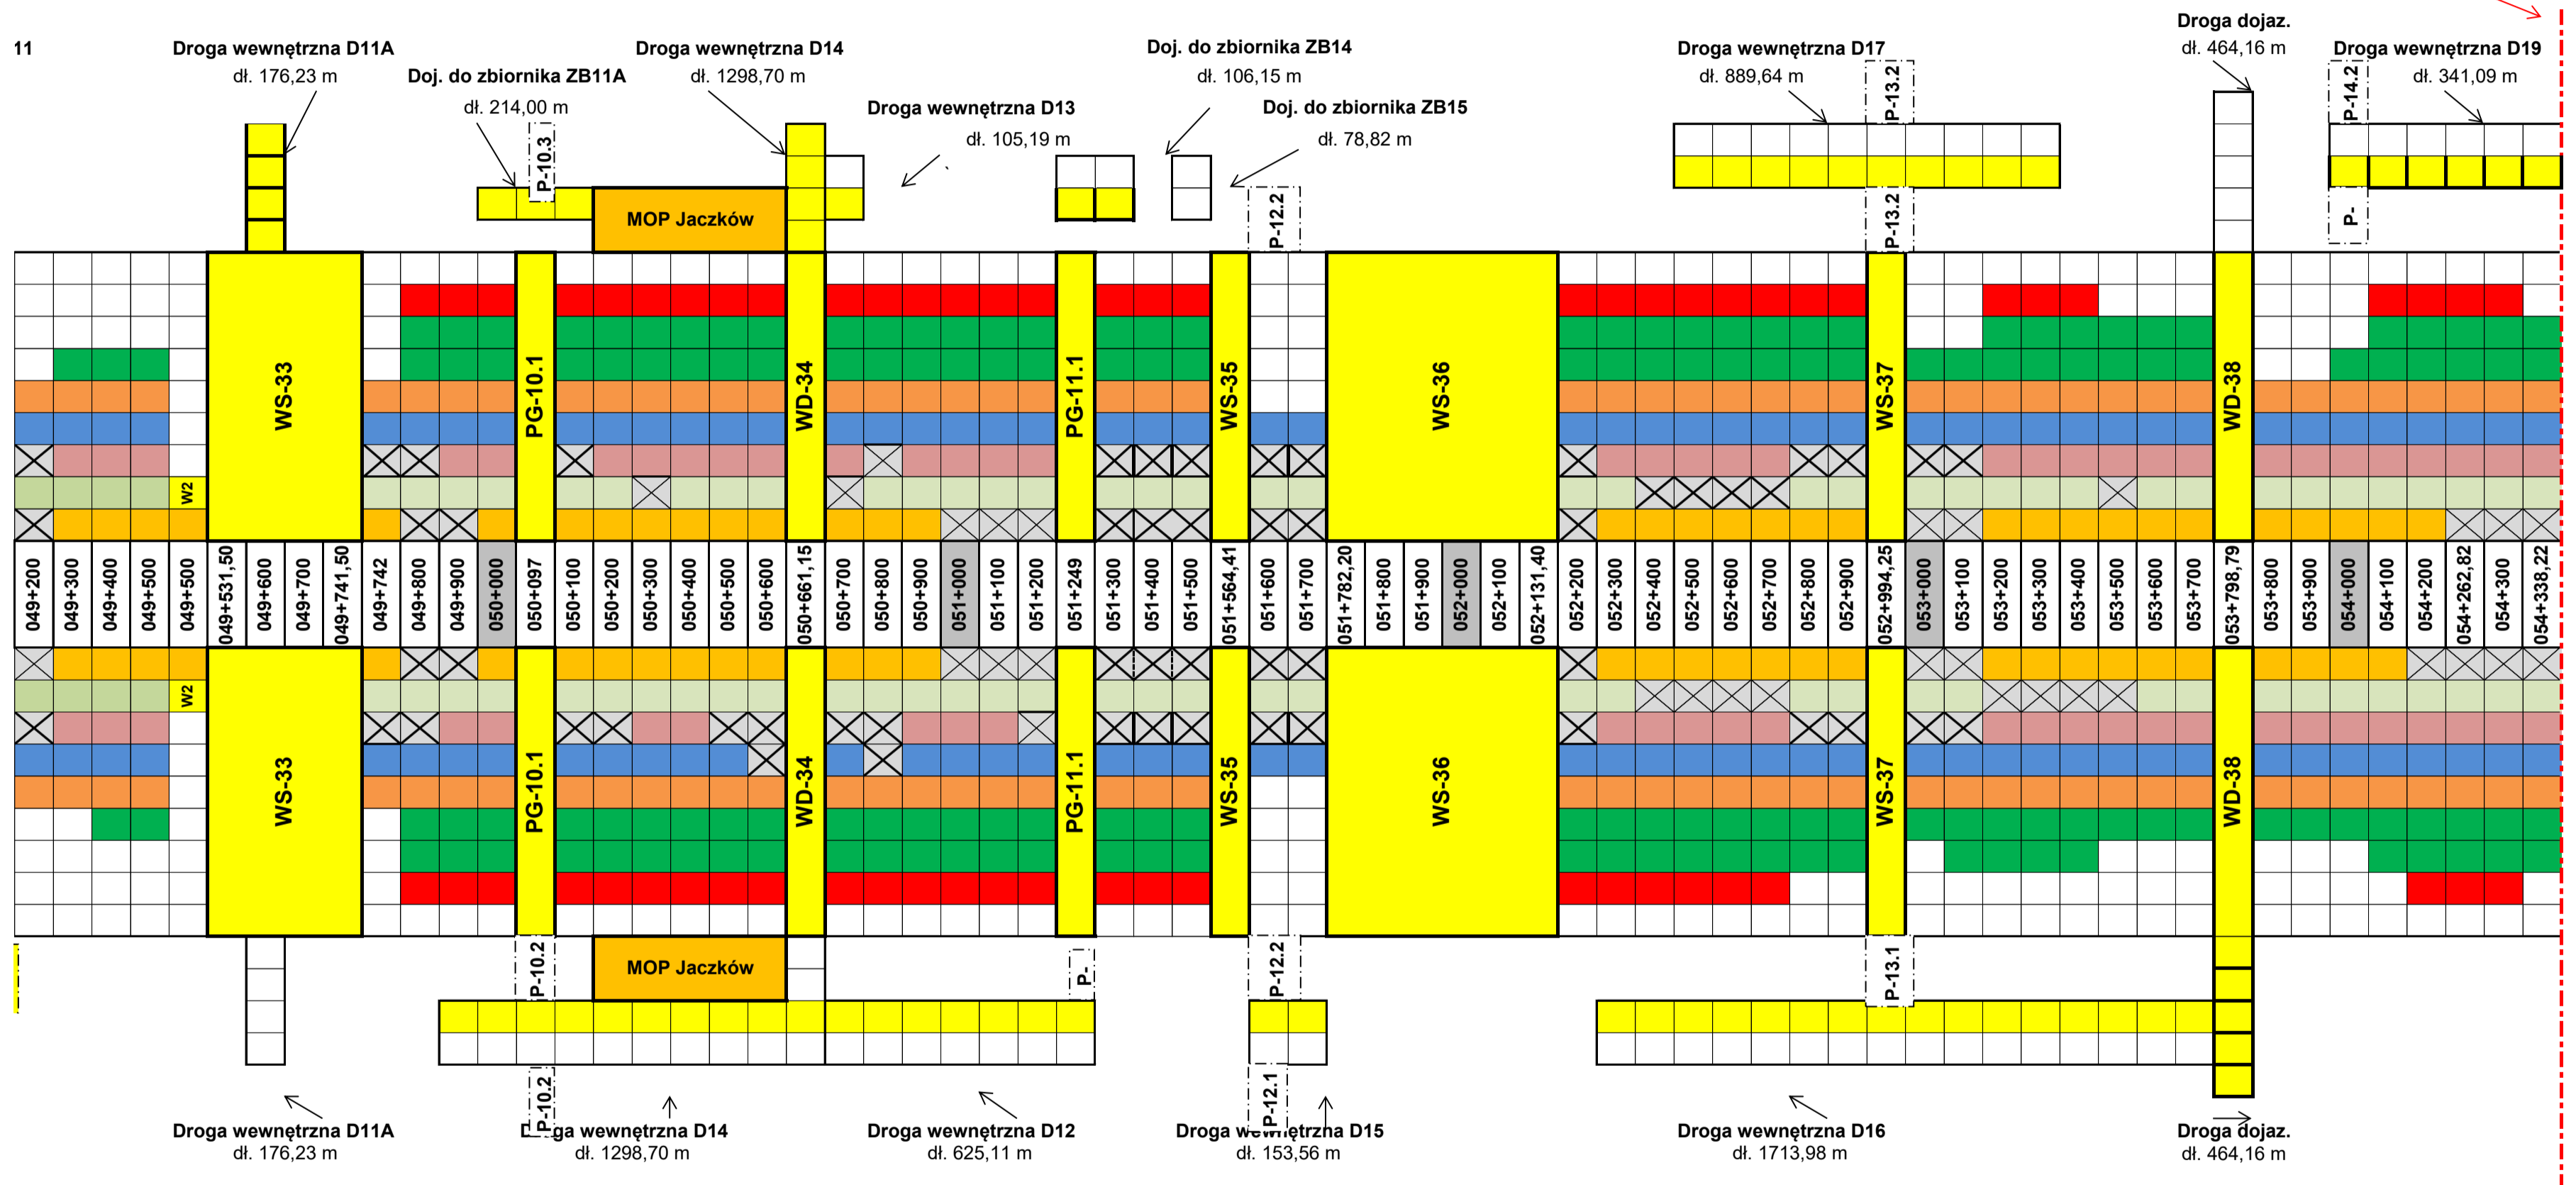 11
Droga wewnętrzna D11A
dł. 176,23 m
Doj. do zbiornika ZB11A
dł. 214,00 m
P-10.3
Droga wewnętrzna D14
dł. 1298,70 m
Droga wewnętrzna D13
dł. 105,19 m
Doj. do zbiornika ZB14
dł. 106,15 m
Doj. do zbiornika ZB15
dł. 78,82 m
P-12.2
Droga wewnętrzna D17
dł. 889,64 m
P-13.2
P-13.2
Droga dojaz.
dł. 464,16 m
Droga wewnętrzna D19
dł. 341,09 m
P-14.2
P-
MOP Jaczków
W2
WS-33
PG-10.1
WD-34
PG-11.1
WS-35
WS-36
WS-37
WD-38
049+200
049+300
049+400
049+500
049+500
049+531,50
049+600
049+700
049+741,50
049+742
049+800
049+900
050+000
050+097
050+100
050+200
050+300
050+400
050+500
050+600
050+661,15
050+700
050+800
050+900
051+000
051+100
051+200
051+249
051+300
051+400
051+500
051+564,41
051+600
051+700
051+782,20
051+800
051+900
052+000
052+100
052+131,40
052+200
052+300
052+400
052+500
052+600
052+700
052+800
052+900
052+994,25
053+000
053+100
053+200
053+300
053+400
053+500
053+600
053+700
053+798,79
053+800
053+900
054+000
054+100
054+200
054+262,82
054+300
054+338,22
W2
WS-33
PG-10.1
WD-34
PG-11.1
WS-35
WS-36
WS-37
WD-38
P-10.2
MOP Jaczków
P-
P-12.2
P-13.1
P-10.2
P-12.1
Droga wewnętrzna D11A
dł. 176,23 m
Droga wewnętrzna D14
dł. 1298,70 m
Droga wewnętrzna D12
dł. 625,11 m
Droga wewnętrzna D15
dł. 153,56 m
Droga wewnętrzna D16
dł. 1713,98 m
Droga dojaz.
dł. 464,16 m